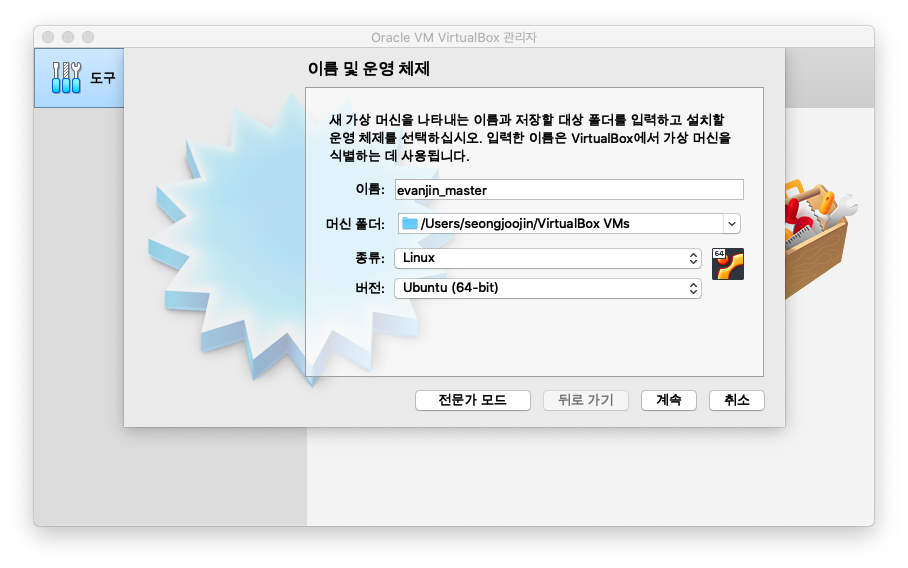 Oracle VM VirtualBox 관리자
도구
이름 및 운영 체제
새 가상 머신을 나타내는 이름과 저장할 대상 폴더를 입력하고 설치할
운영 체제를 선택하십시오. 입력한 이름은 VirtualBox에서 가상 머신을
식별하는 데 사용됩니다.
이름: evanjin_master
머신 폴더: /Users/seongjoojin/VirtualBox VMs
종류: Linux
64
버전: Ubuntu (64-bit)
전문가 모드 뒤로 가기 계속 취소